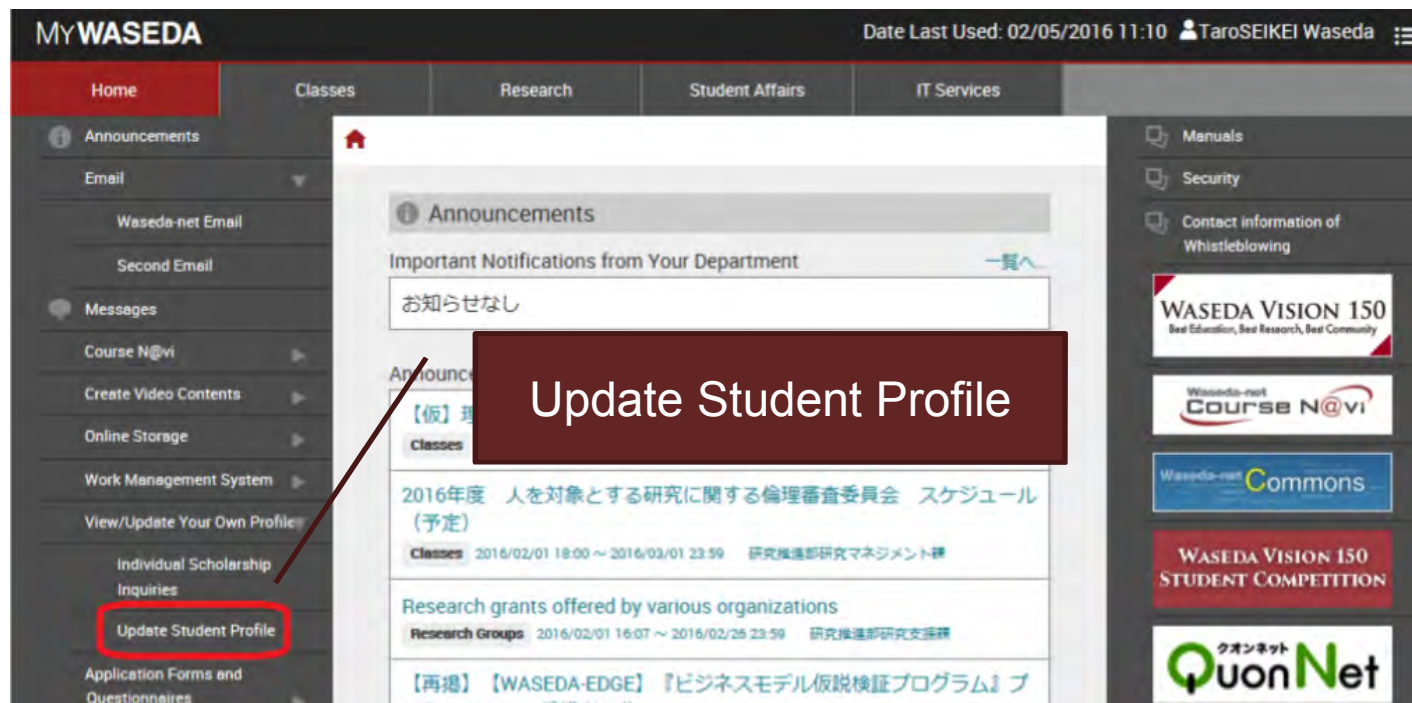 MYWASEDA
Date Last Used: 02/05/2016 11:10 TaroSEIKEI Waseda
Home
Classes
Research
Student Affairs
IT Services
Announcements
Email
Waseda-net Email
Second Email
Messages
Course N@vi
Create Video Contents
Online Storage
Work Management System
View/Update Your Own Profile
Individual Scholarship
Inquiries
Update Student Profile
Application Forms and
Questionnaires
Announcements
Important Notifications from Your Department
一覧へ
お知らせなし
Update Student Profile
【仮】
Classes
2016年度 人を対象とする研究に関する倫理審査委員会 スケジュール
(予定)
Classes 2016/02/01 18:00 ~ 2016/03/01 23:59 研究推進部研究マネジメント課
Research grants offered by various organizations
Research Groups 2016/02/01 16:07 ~ 2016/02/26 23:59 研究推進部研究支援課
【再掲】【WASEDA-EDGE】『ビジネスモデル仮説検証プログラム』プ
Manuals
Security
Contact information of
Whistleblowing
WASEDA VISION 150
Best Education, Best Research, Best Community
Waseda-net
Course N@vi
Waseda-net Commons
WASEDA VISION 150
STUDENT COMPETITION
クオンネット
QuonNet